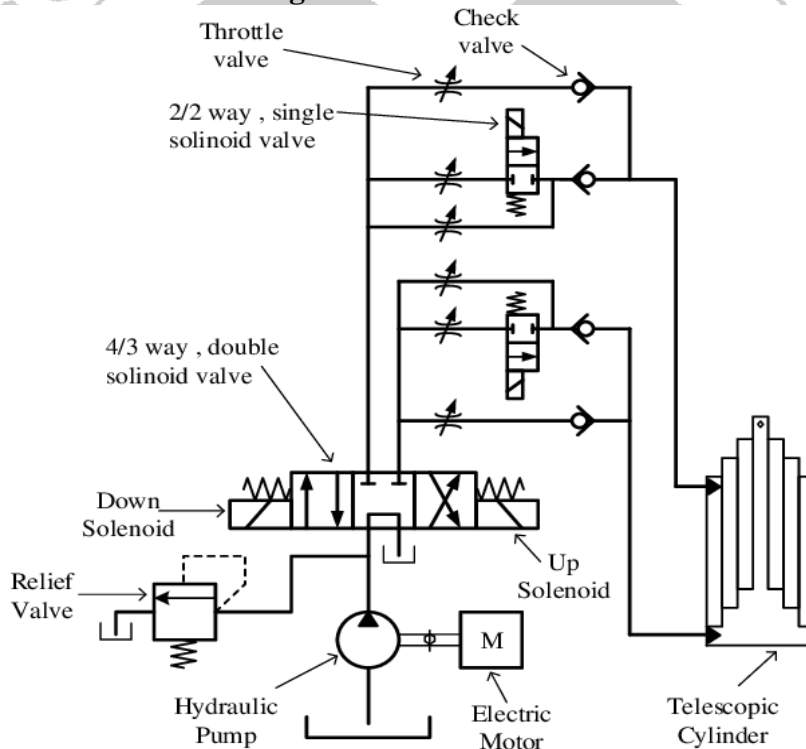 Throttle
valve
Check
valve
2/2 way , single
solinoid valve
4/3 way , double
solinoid valve
Down
Solenoid
Up
Solenoid
Relief
Valve
M
Hydraulic
Pump
Electric
Motor
Telescopic
Cylinder